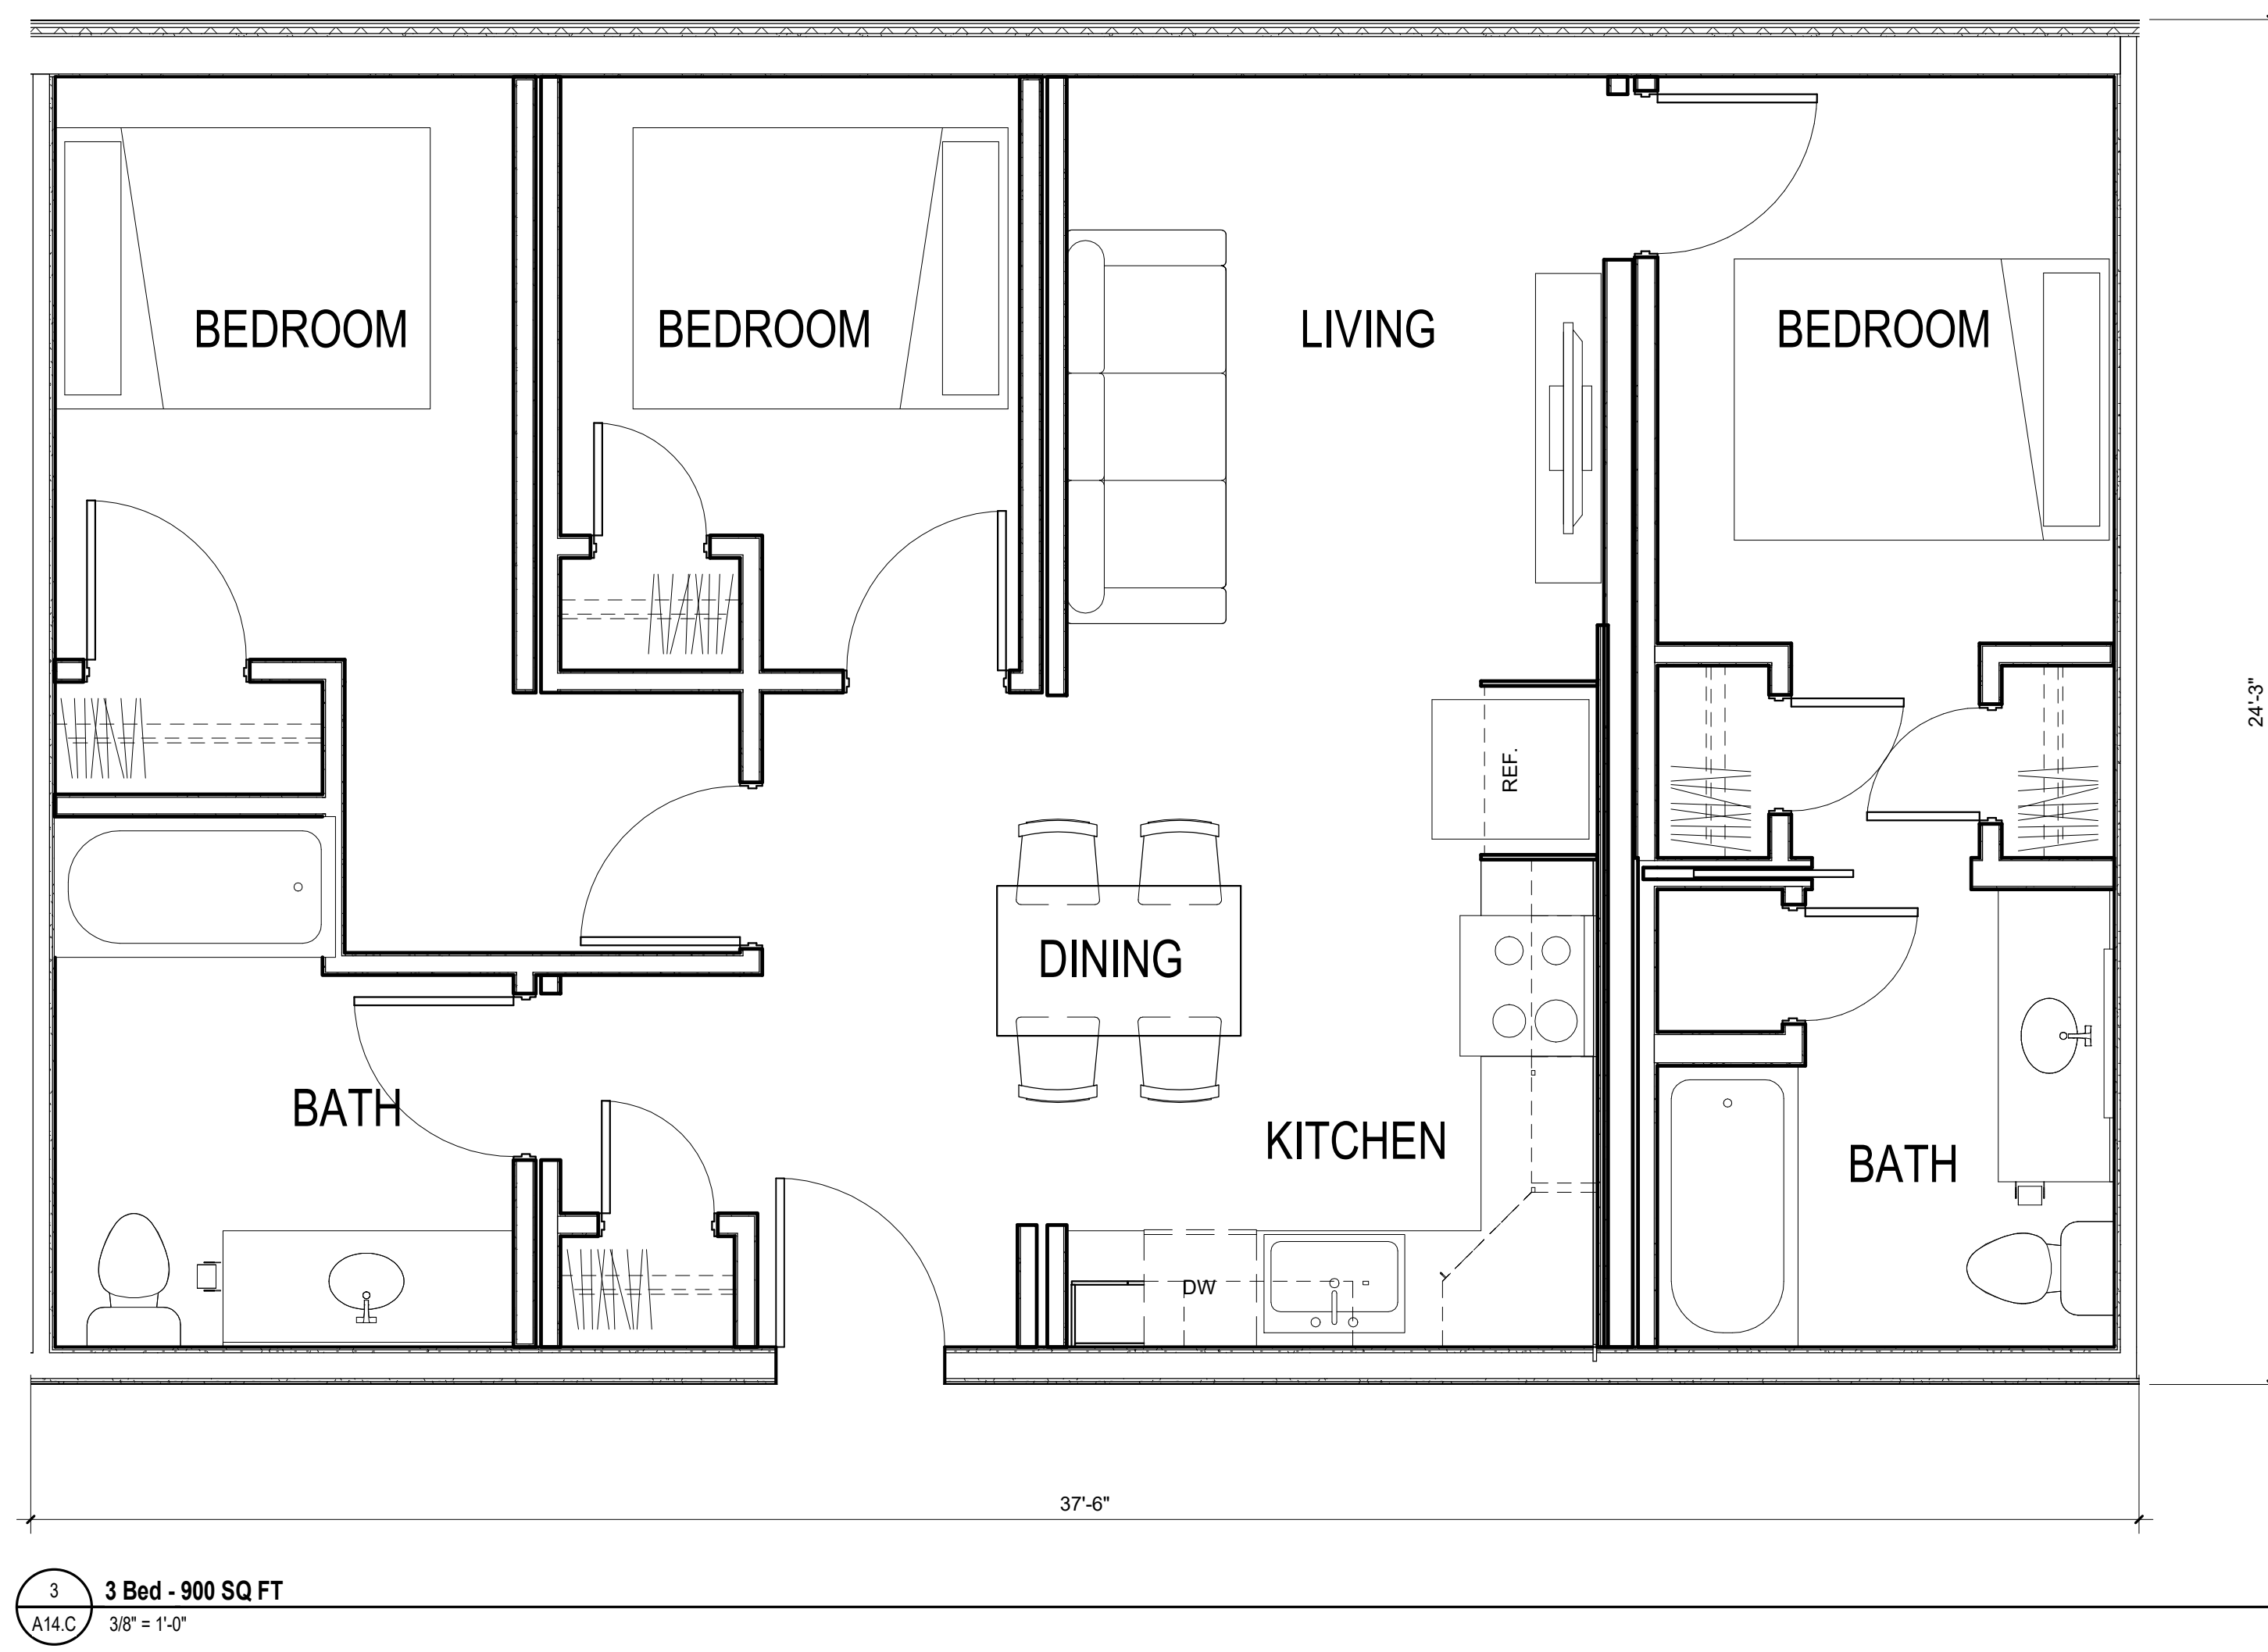 BEDROOM
BEDROOM
LIVING
BEDROOM
24'-3"
REF.
DINING
BATH
KITCHEN
BATH
DW
37'-6"
3
3 Bed - 900 SQ FT
A14.C
3/8" = 1'-0"